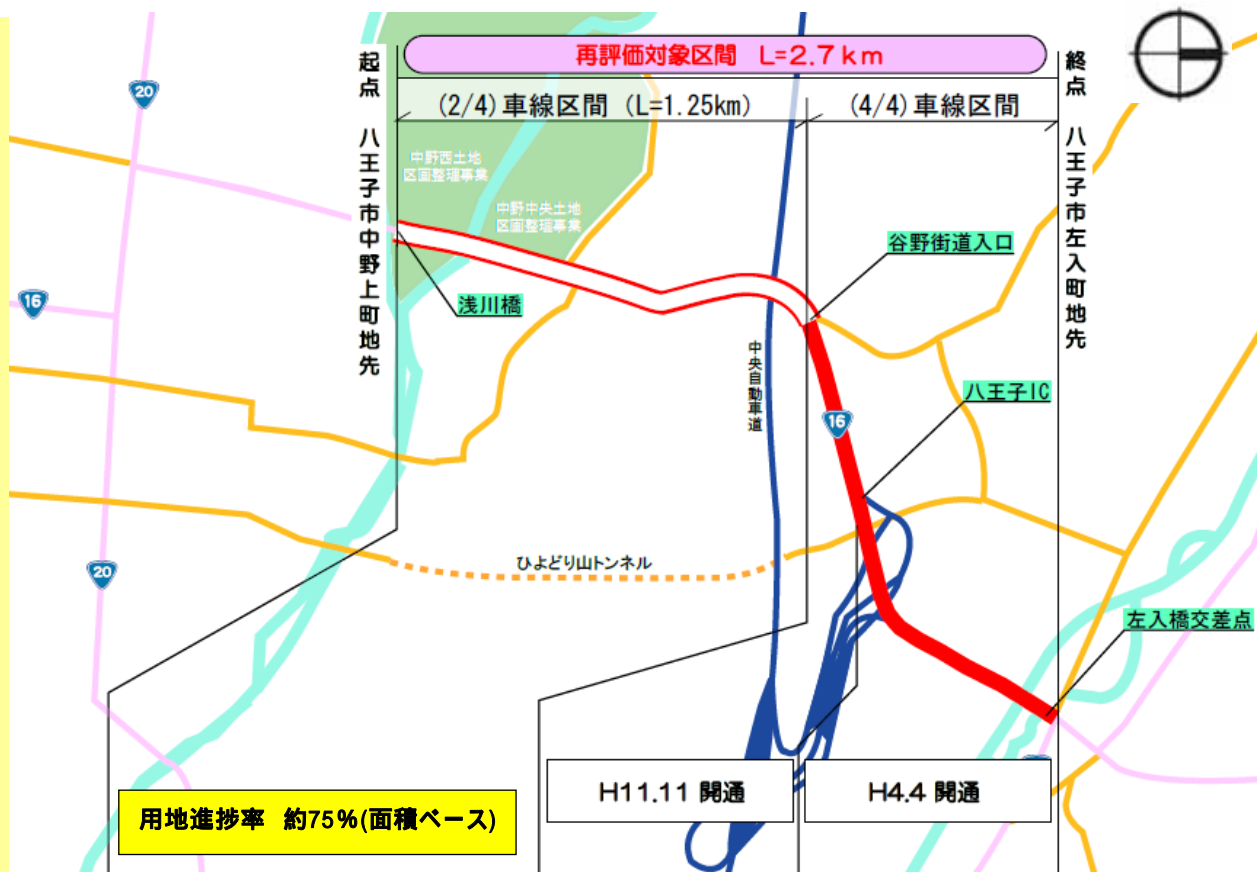 再評価対象区間 L=2.7km
(2/4)車線区間 (L=1.25km)
(4/4)車線区間
起点 八王子市中野上町地先
終点 八王子市左入町地先
20
中野西土地
区画整理事業
中野中央土地
区画整理事業
谷野街道入口
16
浅川橋
中央自動車道
八王子IC
16
ひよどり山トンネル
20
左入橋交差点
H11.11 開通
H4.4 開通
用地進捗率 約75%(面積ベース)